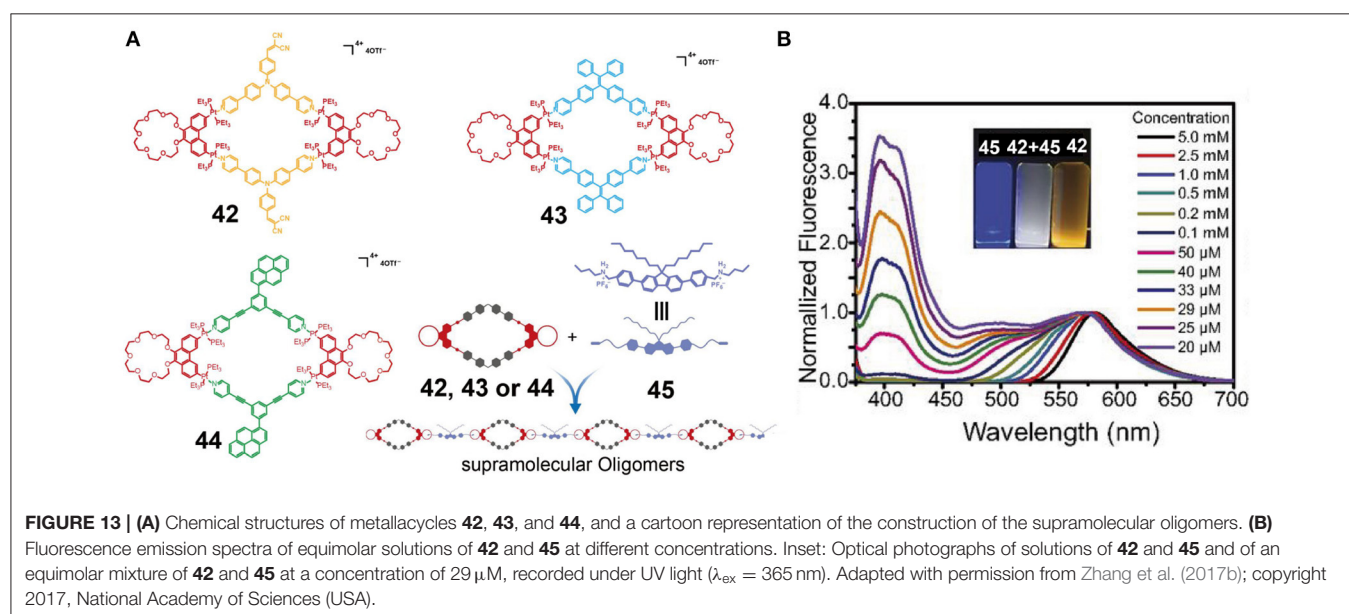 A
CN
CN
4+
4OTf⁻
N
Et₃P
PEt₃
Pt
O
42
4+
4OTf⁻
43
4+
4OTf⁻
44
H₂
N
PF₆⁻
H₂
N
PF₆⁻
III
42, 43 or 44
+
45
supramolecular Oligomers
B
Normalized Fluorescence
4.0
3.0
2.0
1.0
0.0
400 450 500 550 600 650 700
Wavelength (nm)
45 42+45 42
Concentration
5.0 mM
2.5 mM
1.0 mM
0.5 mM
0.2 mM
0.1 mM
50 μM
40 μM
33 μM
29 μM
25 μM
20 μM
FIGURE 13 | (A) Chemical structures of metallacycles 42, 43, and 44, and a cartoon representation of the construction of the supramolecular oligomers. (B)
Fluorescence emission spectra of equimolar solutions of 42 and 45 at different concentrations. Inset: Optical photographs of solutions of 42 and 45 and of an
equimolar mixture of 42 and 45 at a concentration of 29 μM, recorded under UV light (λex = 365 nm). Adapted with permission from Zhang et al. (2017b); copyright
2017, National Academy of Sciences (USA).